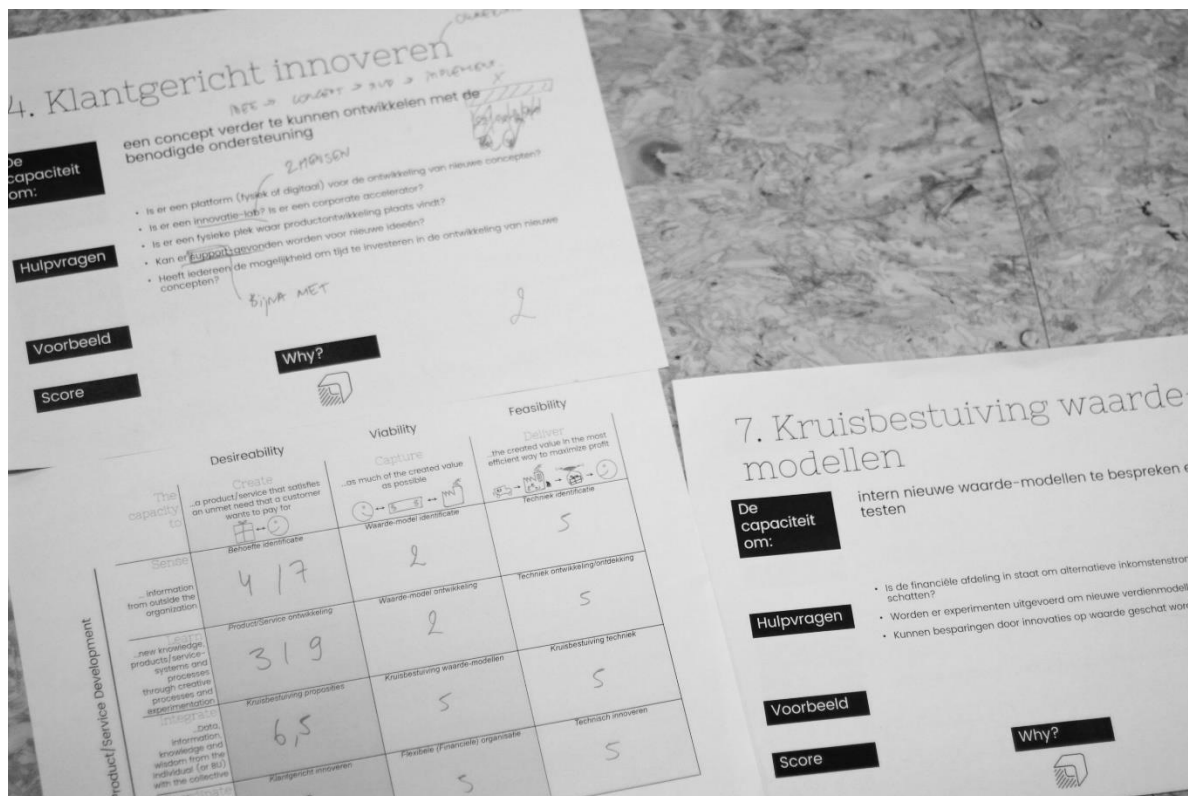 4. Klantgericht innoveren
IDEE → CONCEPT → → IMPLEMENT
De
capaciteit
om:
een concept verder te kunnen ontwikkelen met de
benodigde ondersteuning
2 MENSEN
Hulpvragen
• Is er een platform (fysiek of digitaal) voor de ontwikkeling van nieuwe concepten?
• Is er een innovatie-lab? Is er een corporate accelerator?
• Is er een fysieke plek waar productontwikkeling plaats vindt?
• Kan er support gevonden worden voor nieuwe ideeën?
• Heeft iedereen de mogelijkheid om tijd te investeren in de ontwikkeling van nieuwe
concepten?
BIJNA NIET
2
Voorbeeld
Score
Why?
Desireability
Viability
Feasibility
The
capacity
to
Create
...a product/service that satisfies
an unmet need that a customer
wants to pay for
Capture
...as much of the created value
as possible
Deliver
...the created value in the most
efficient way to maximize profit
Product/Service Development
Sense
... information
from outside the
organization
Behoefte identificatie
4 / 7
Waarde-model identificatie
2
Techniek identificatie
5
Learn
...new knowledge,
products/service-
systems and
processes
through creative
processes and
experimentation
Product/Service ontwikkeling
3 / 9
Waarde-model ontwikkeling
2
Techniek ontwikkeling/ontdekking
5
Integrate
...data,
information,
knowledge and
wisdom from the
individual (or BU)
with the collective
Kruisbestuiving proposities
6,5
Kruisbestuiving waarde-modellen
5
Kruisbestuiving techniek
5
Klantgericht innoveren
Flexibele (Financiele) organisatie
5
Technisch innoveren
5
7. Kruisbestuiving waarde-
modellen
De
capaciteit
om:
intern nieuwe waarde-modellen te bespreken e
testen
Hulpvragen
• Is de financiële afdeling in staat om alternatieve inkomstenstrom
schatten?
• Worden er experimenten uitgevoerd om nieuwe verdienmodell
• Kunnen besparingen door innovaties op waarde geschat word
Voorbeeld
Score
Why?